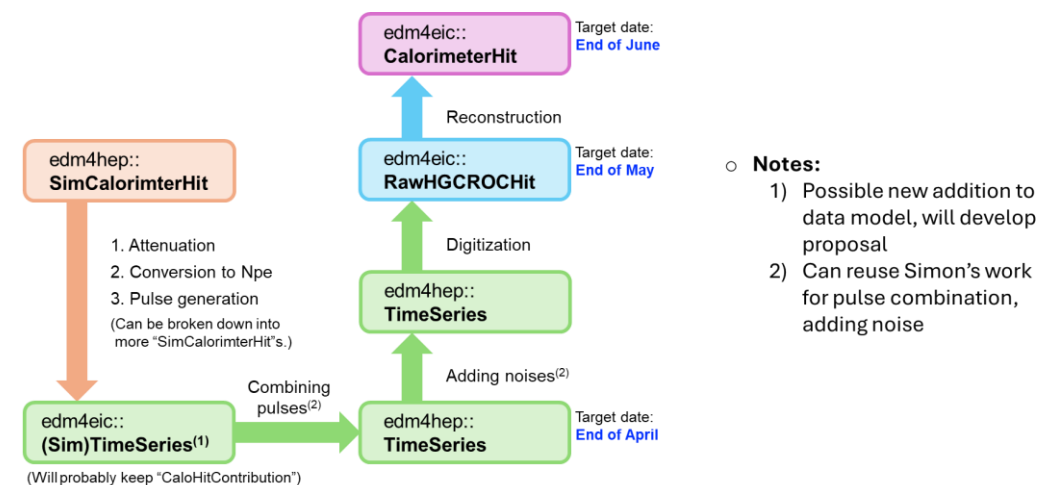 edm4eic::
CalorimeterHit
Target date:
End of June
Reconstruction
edm4hep::
SimCalorimterHit
edm4eic::
RawHGCROCHit
Target date:
End of May
1. Attenuation
2. Conversion to Npe
3. Pulse generation
(Can be broken down into
more “SimCalorimterHit”s.)
Digitization
edm4hep::
TimeSeries
Adding noises(2)
Combining
pulses(2)
edm4eic::
(Sim)TimeSeries(1)
(Will probably keep “CaloHitContribution”)
edm4hep::
TimeSeries
Target date:
End of April
○ Notes:
1) Possible new addition to
data model, will develop
proposal
2) Can reuse Simon’s work
for pulse combination,
adding noise